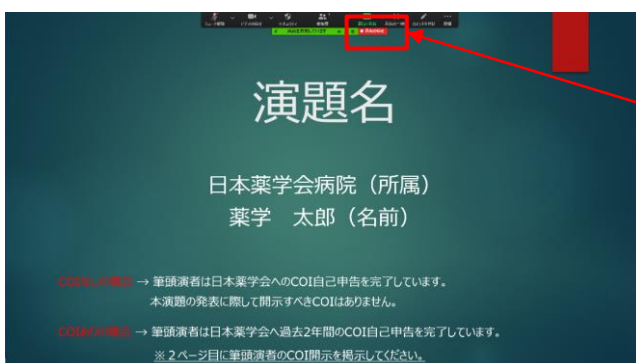 演題名
日本薬学会病院（所属）
薬学　太郎（名前）
→ 筆頭演者は日本薬学会へのCOI自己申告を完了しています。
本演題の発表に際して開示すべきCOIはありません。
→ 筆頭演者は日本薬学会へ過去2年間のCOI自己申告を完了しています。
※２ページ目に筆頭演者のCOI開示を掲示してください。